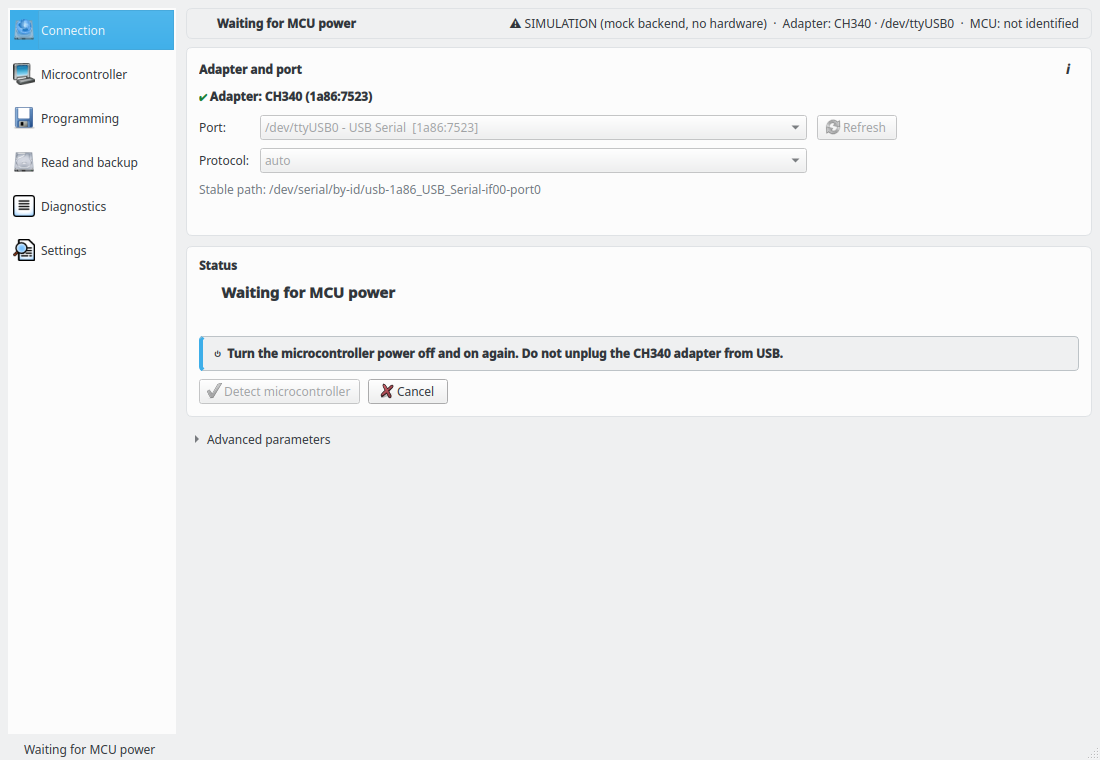 Connection
Microcontroller
Programming
Read and backup
Diagnostics
Settings
Waiting for MCU power
⚠ SIMULATION (mock backend, no hardware) · Adapter: CH340 · /dev/ttyUSB0 · MCU: not identified
Adapter and port
i
✔ Adapter: CH340 (1a86:7523)
Port: /dev/ttyUSB0 - USB Serial [1a86:7523] Refresh
Protocol: auto
Stable path: /dev/serial/by-id/usb-1a86_USB_Serial-if00-port0
Status
Waiting for MCU power
Turn the microcontroller power off and on again. Do not unplug the CH340 adapter from USB.
Detect microcontroller Cancel
Advanced parameters
Waiting for MCU power